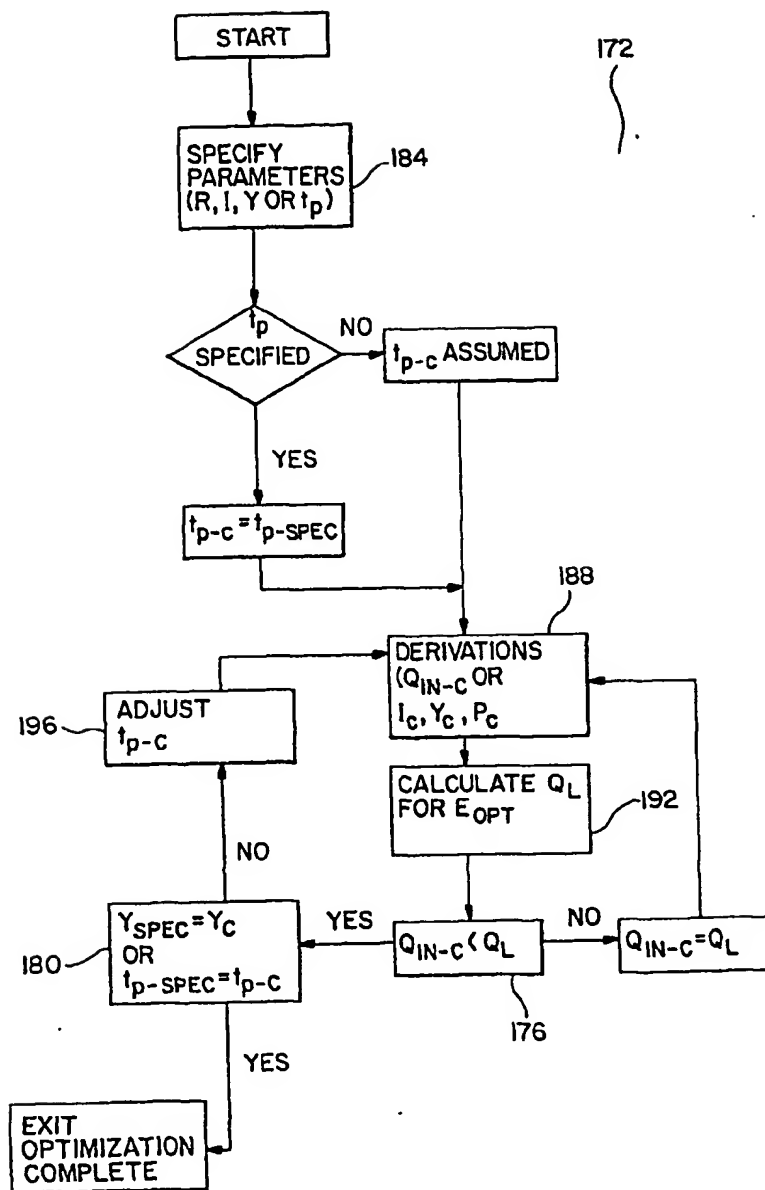 START
172
SPECIFY
PARAMETERS
(R, I, Y OR tp)
184
tp
SPECIFIED
NO
tp-c ASSUMED
YES
tp-c = tp-SPEC
188
DERIVATIONS
(QIN-C OR
IC, YC, PC
ADJUST
tp-C
196
CALCULATE QL
FOR EOPT
192
NO
YSPEC = YC
OR
tp-SPEC = tp-C
180
YES
QIN-C < QL
NO
QIN-C = QL
176
YES
EXIT
OPTIMIZATION
COMPLETE